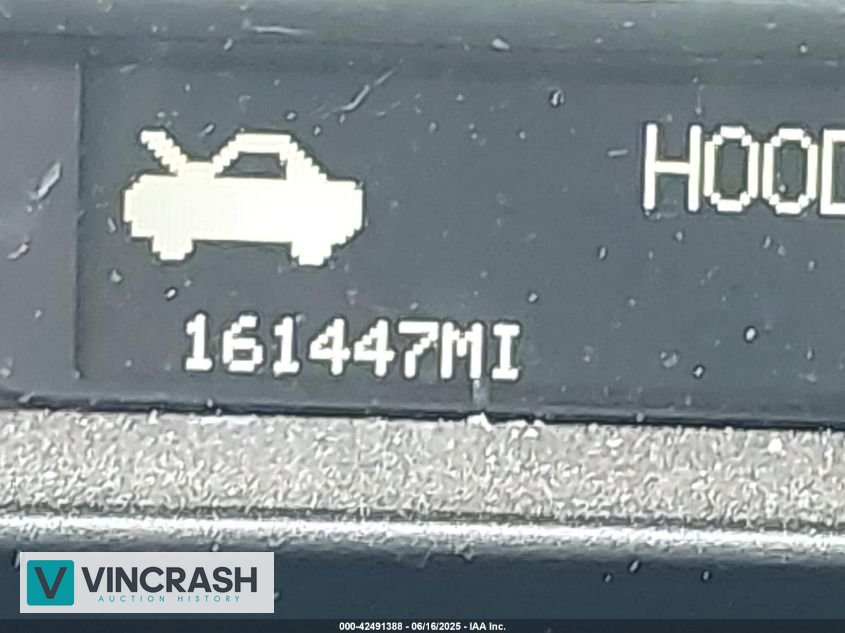 HOOD
161447MI
VINCRASH
AUCTION HISTORY
000-42491388 - 06/16/2025 - IAA Inc.